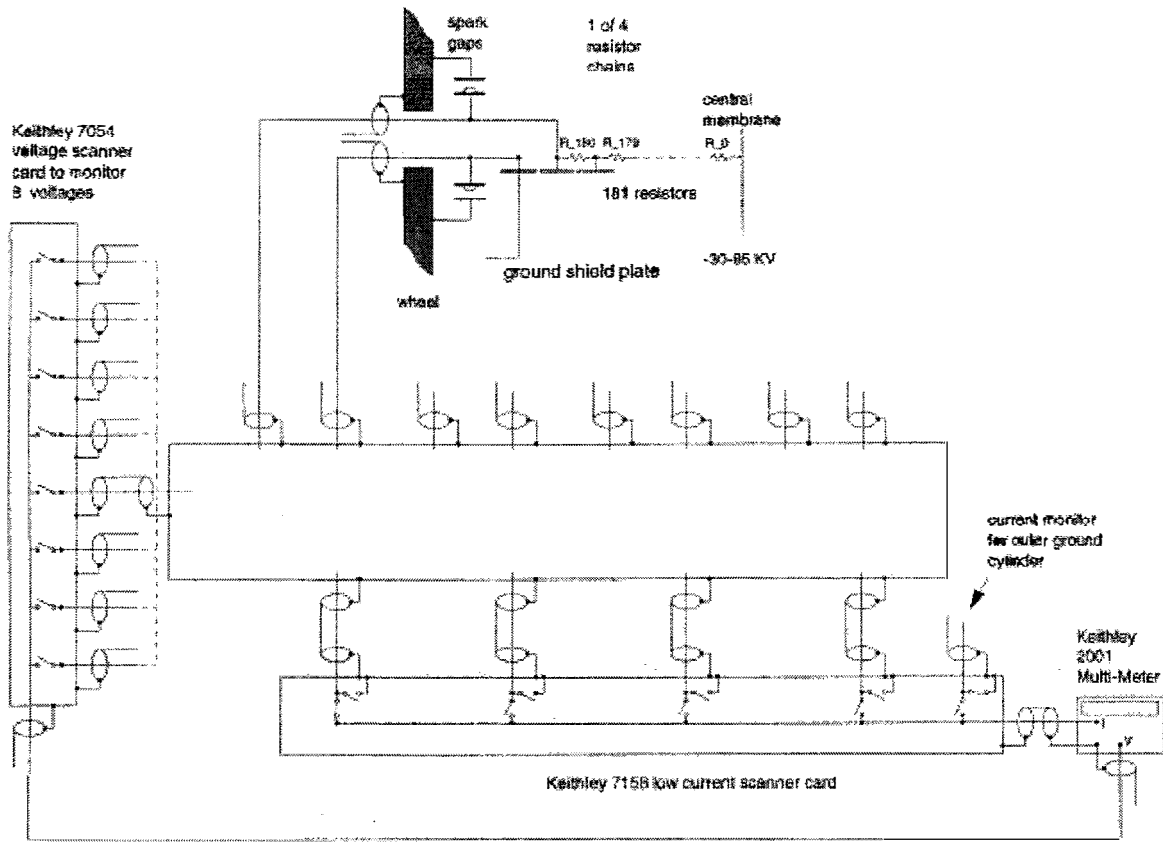 spark
gaps
1 of 4
resistor
chains
central
membrane
Keithley 7054
voltage scanner
card to monitor
8 voltages
R_180 R_179
R_0
181 resistors
-30-85 KV
ground shield plate
wheel
current monitor
for outer ground
cylinder
Keithley
2001
Multi-Meter
I
V
Keithley 7158 low current scanner card